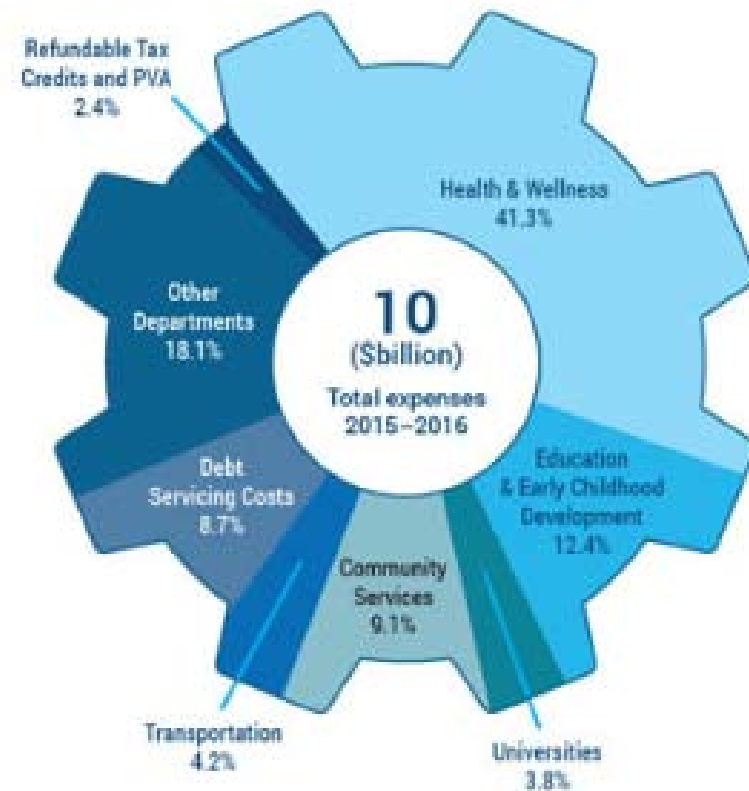 Refundable Tax
Credits and PVA
2.4%
Health & Wellness
41.3%
Other
Departments
18.1%
10
($billion)
Total expenses
2015–2016
Debt
Servicing Costs
8.7%
Education
& Early Childhood
Development
12.4%
Community
Services
9.1%
Transportation
4.2%
Universities
3.8%